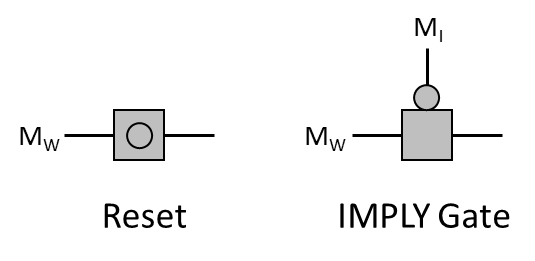 M_I
M_W
M_W
Reset
IMPLY Gate